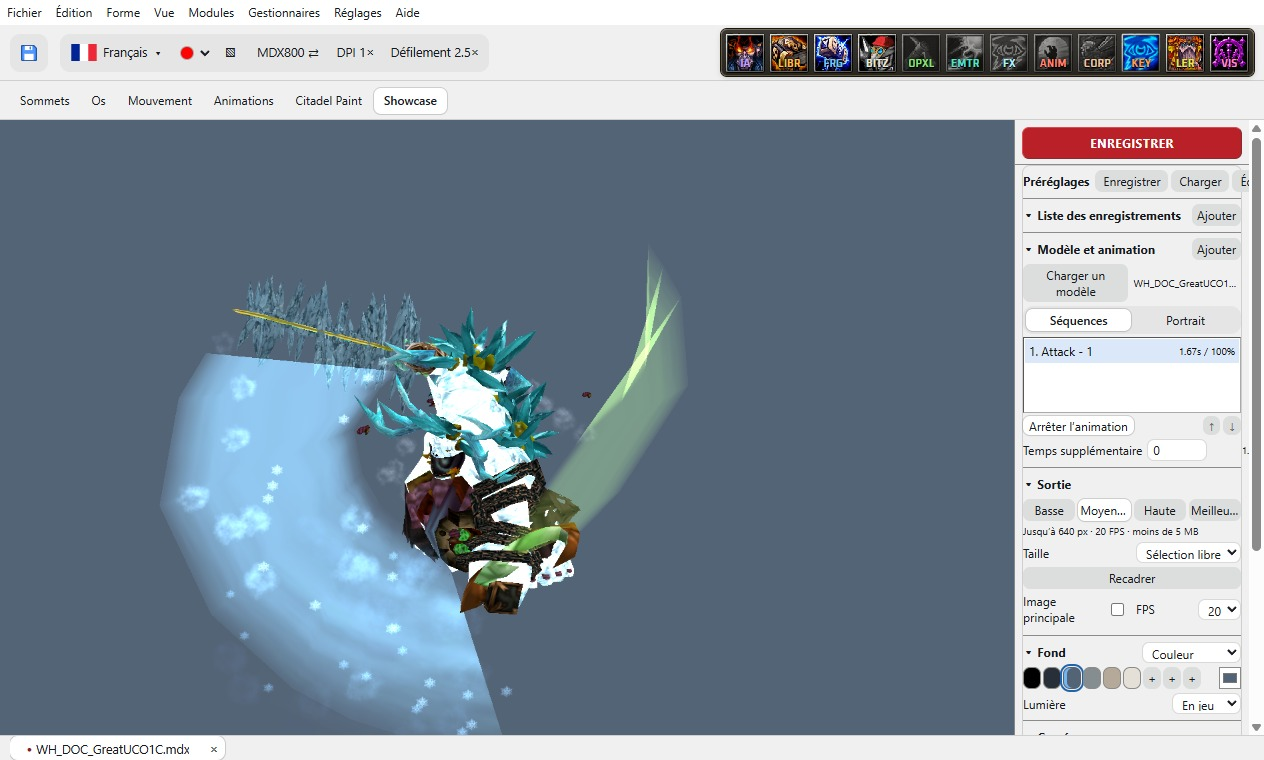 Fichier Édition Forme Vue Modules Gestionnaires Réglages Aide
Français MDX800 ⇄ DPI 1× Défilement 2.5×
IA LIBR FRG BITZ OPXL EMTR FX ANIM CORP KEY LER VIS
Sommets Os Mouvement Animations Citadel Paint Showcase
ENREGISTRER
Préréglages Enregistrer Charger
Liste des enregistrements Ajouter
Modèle et animation Ajouter
Charger un
modèle
WH_DOC_GreatUCO1...
Séquences Portrait
1. Attack - 1 1.67s / 100%
Arrêter l'animation ↑ ↓
Temps supplémentaire 0 1.
Sortie
Basse Moyen... Haute Meilleu...
Jusqu'à 640 px · 20 FPS · moins de 5 MB
Taille Sélection libre
Recadrer
Image
principale
FPS 20
Fond Couleur
+ + +
Lumière En jeu
• WH_DOC_GreatUCO1C.mdx ×